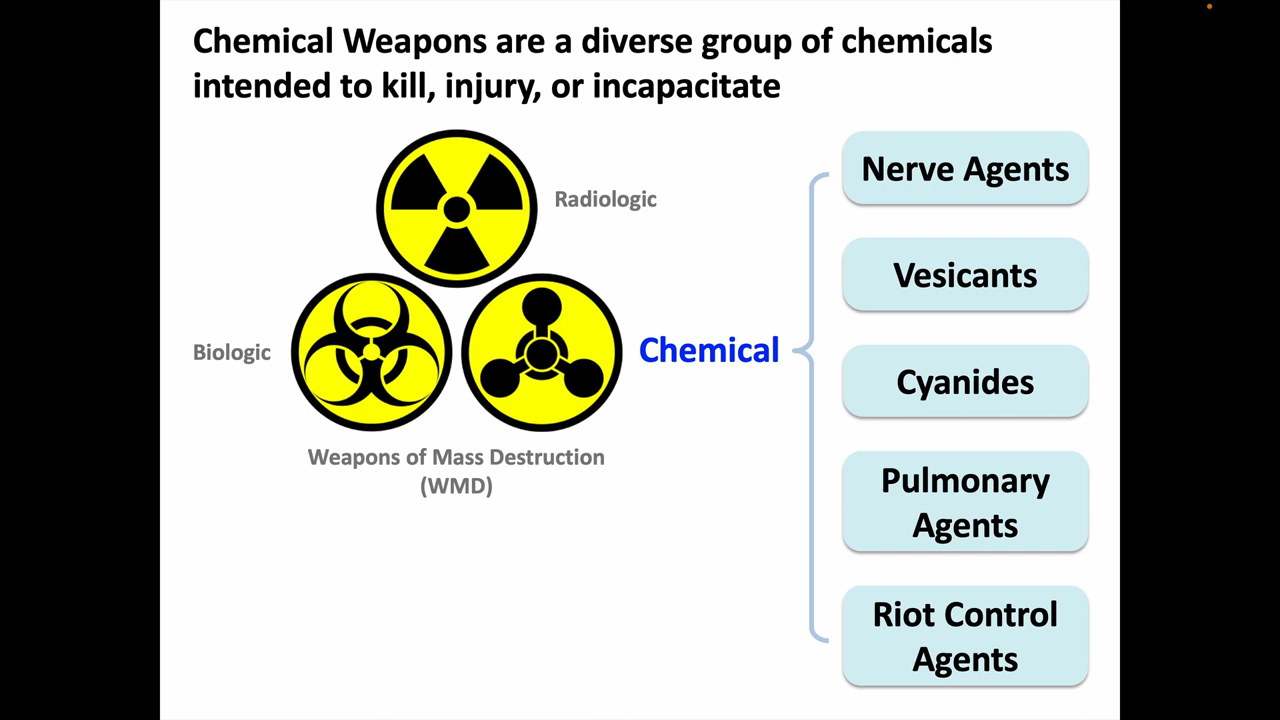 Chemical Weapons are a diverse group of chemicals
intended to kill, injury, or incapacitate
Radiologic
Biologic
Chemical
Weapons of Mass Destruction
(WMD)
Nerve Agents
Vesicants
Cyanides
Pulmonary
Agents
Riot Control
Agents